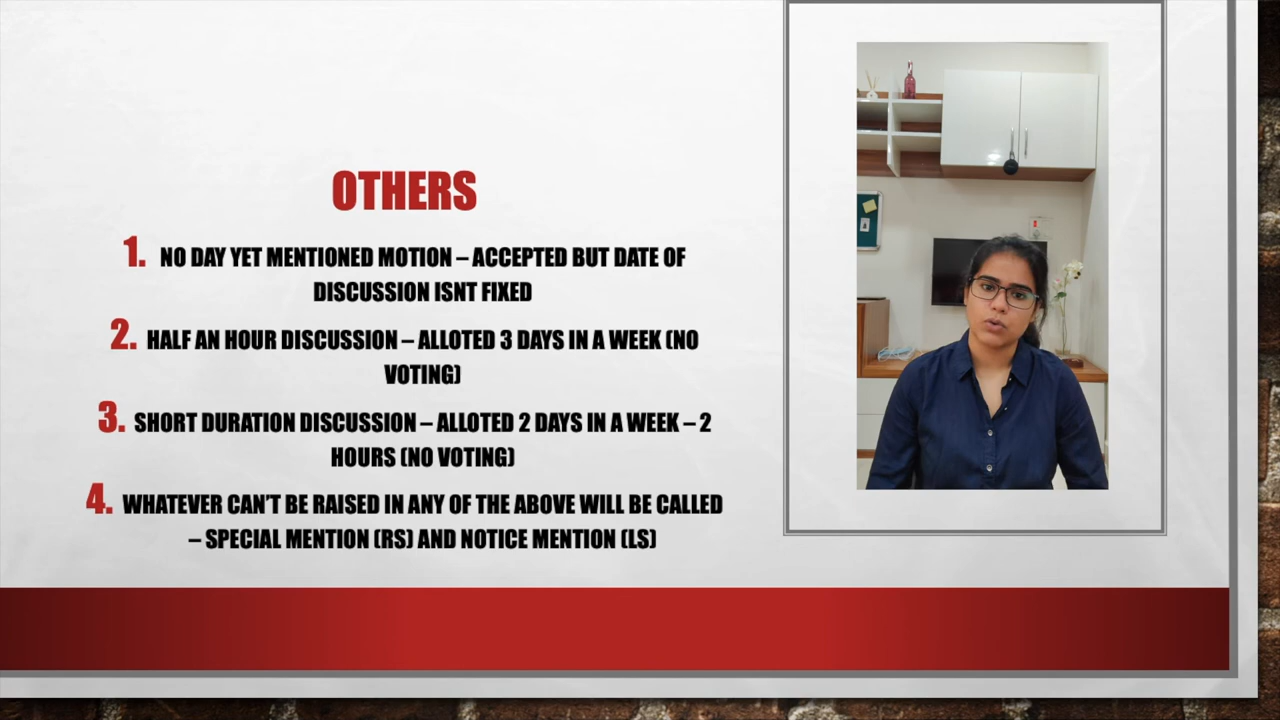 OTHERS
1. NO DAY YET MENTIONED MOTION – ACCEPTED BUT DATE OF
DISCUSSION ISNT FIXED
2. HALF AN HOUR DISCUSSION – ALLOTED 3 DAYS IN A WEEK (NO
VOTING)
3. SHORT DURATION DISCUSSION – ALLOTED 2 DAYS IN A WEEK – 2
HOURS (NO VOTING)
4. WHATEVER CAN'T BE RAISED IN ANY OF THE ABOVE WILL BE CALLED
– SPECIAL MENTION (RS) AND NOTICE MENTION (LS)